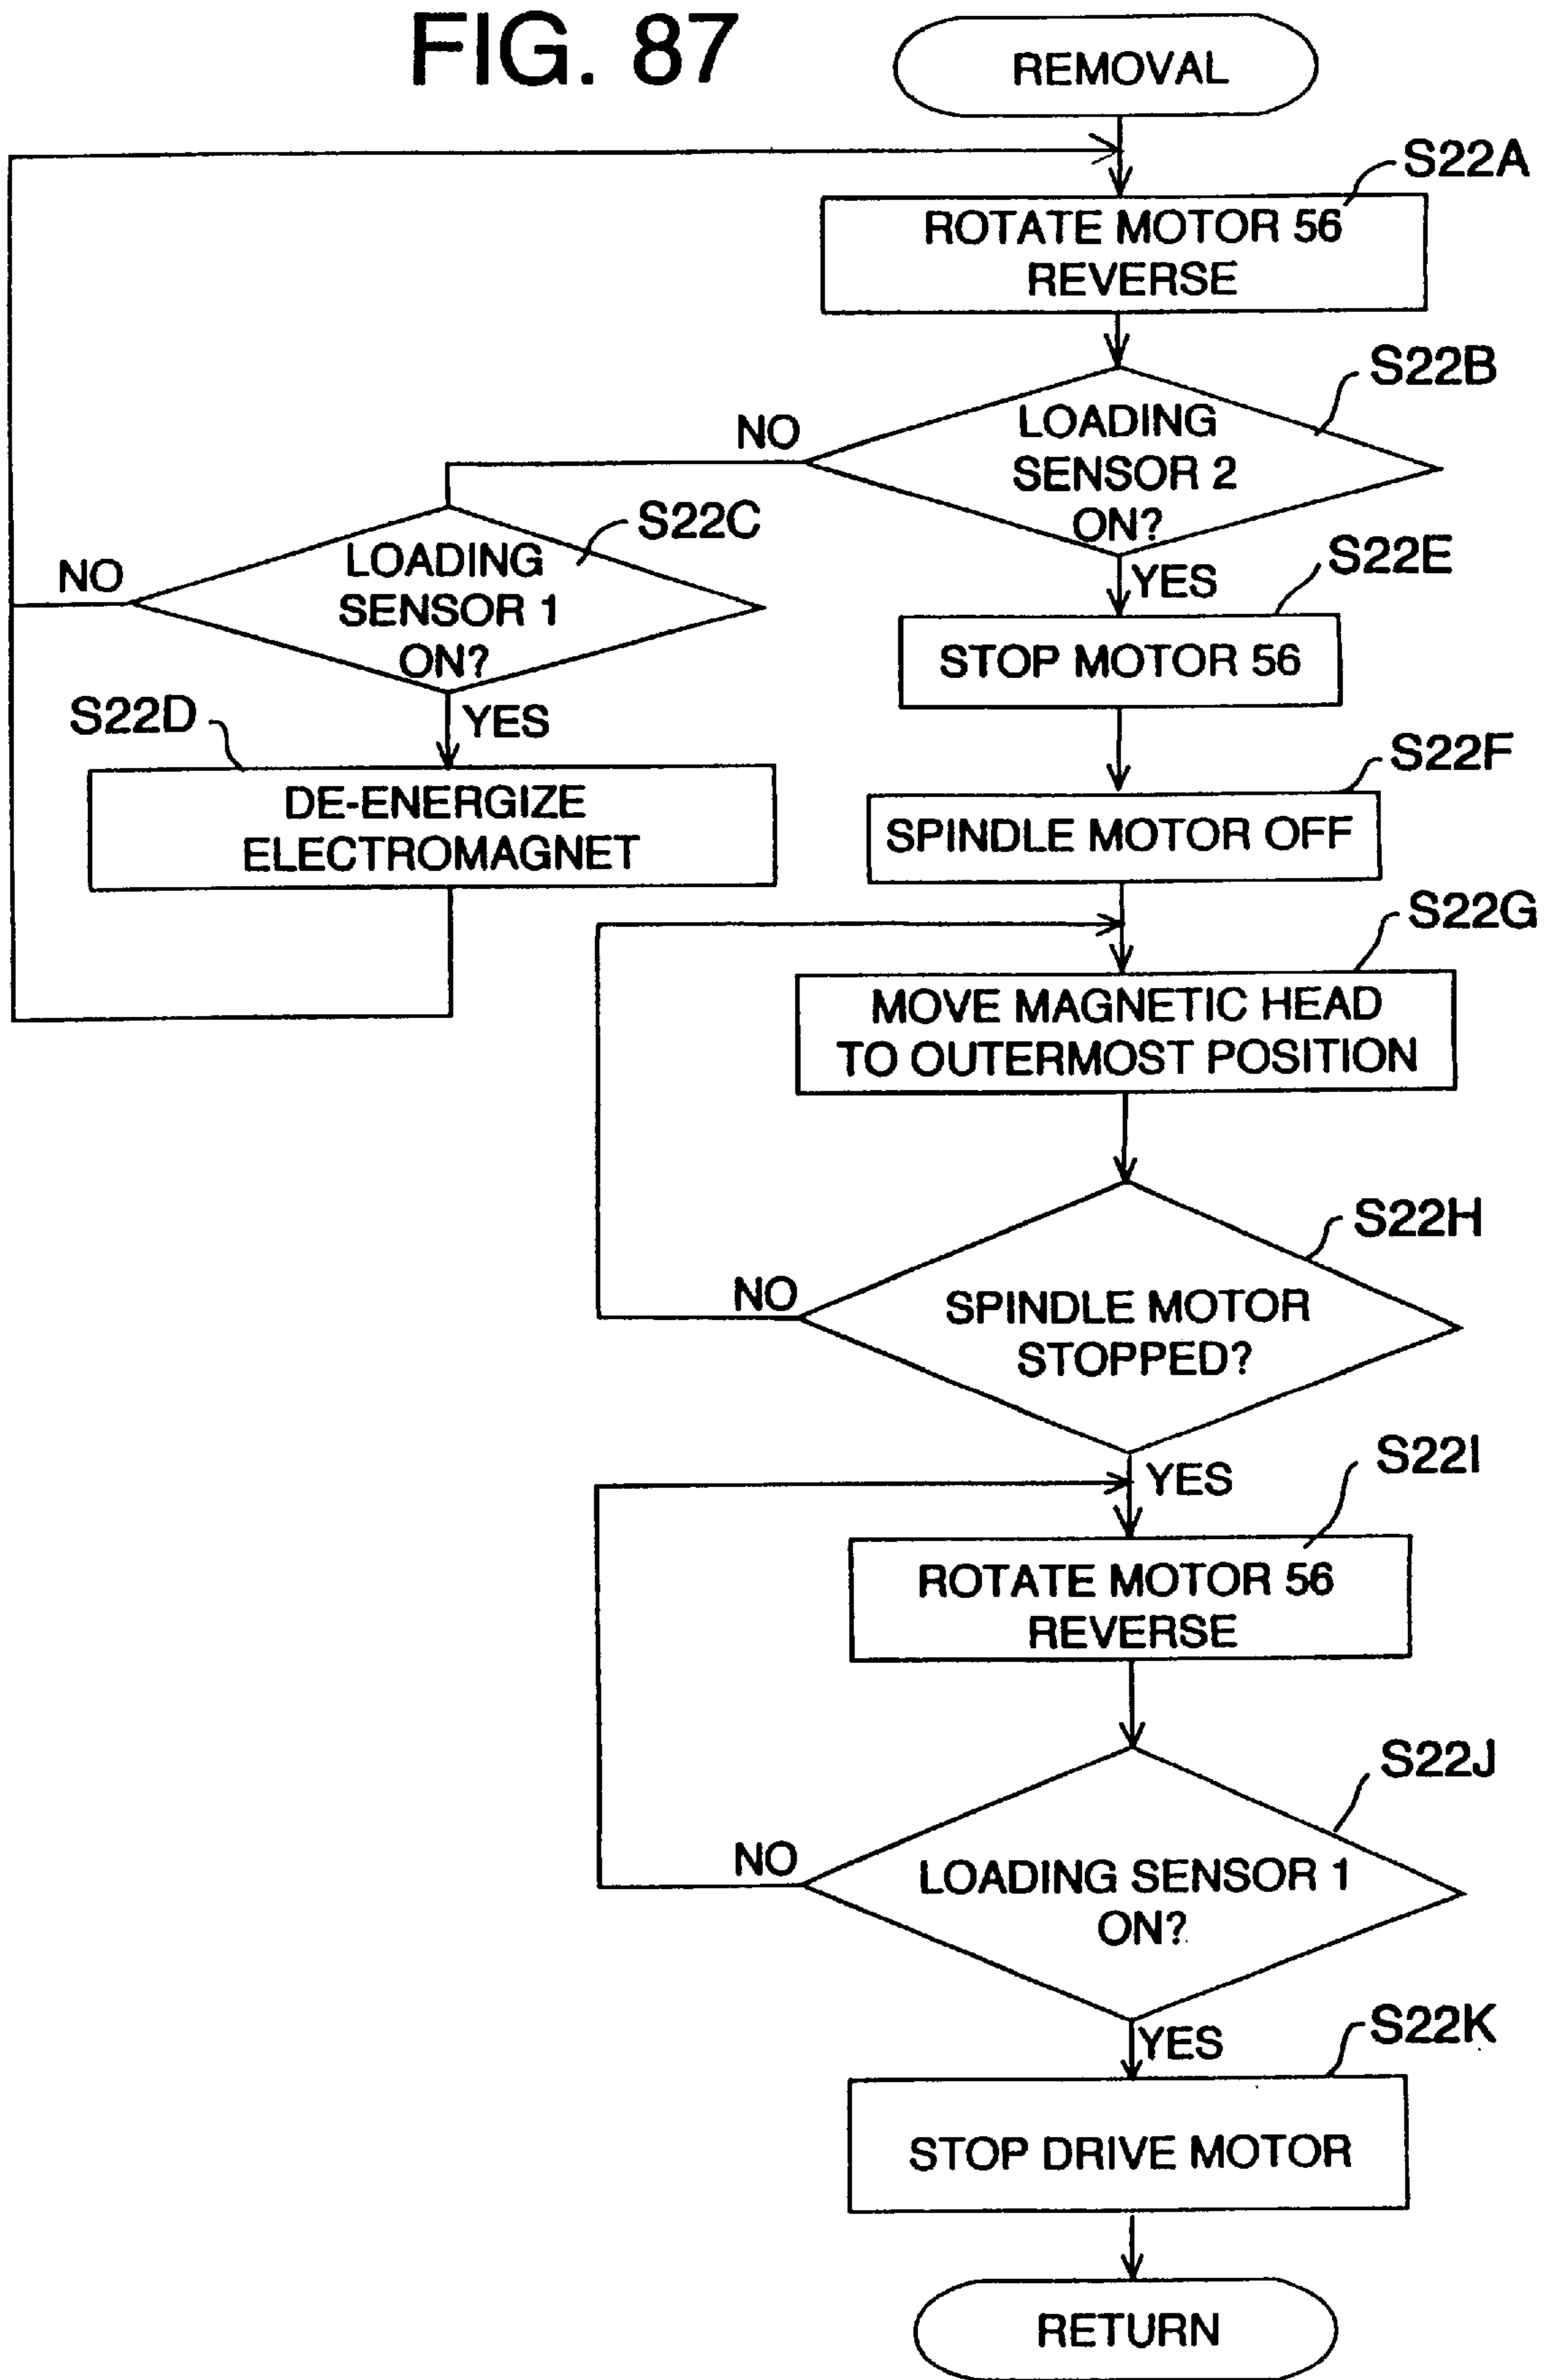 FIG. 87
REMOVAL
S22A
ROTATE MOTOR 56
REVERSE
S22B
LOADING
SENSOR 2
ON?
NO
YES
S22C
LOADING
SENSOR 1
ON?
NO
YES
S22D
DE-ENERGIZE
ELECTROMAGNET
S22E
STOP MOTOR 56
S22F
SPINDLE MOTOR OFF
S22G
MOVE MAGNETIC HEAD
TO OUTERMOST POSITION
S22H
SPINDLE MOTOR
STOPPED?
NO
YES
S22I
ROTATE MOTOR 56
REVERSE
S22J
LOADING SENSOR 1
ON?
NO
YES
S22K
STOP DRIVE MOTOR
RETURN